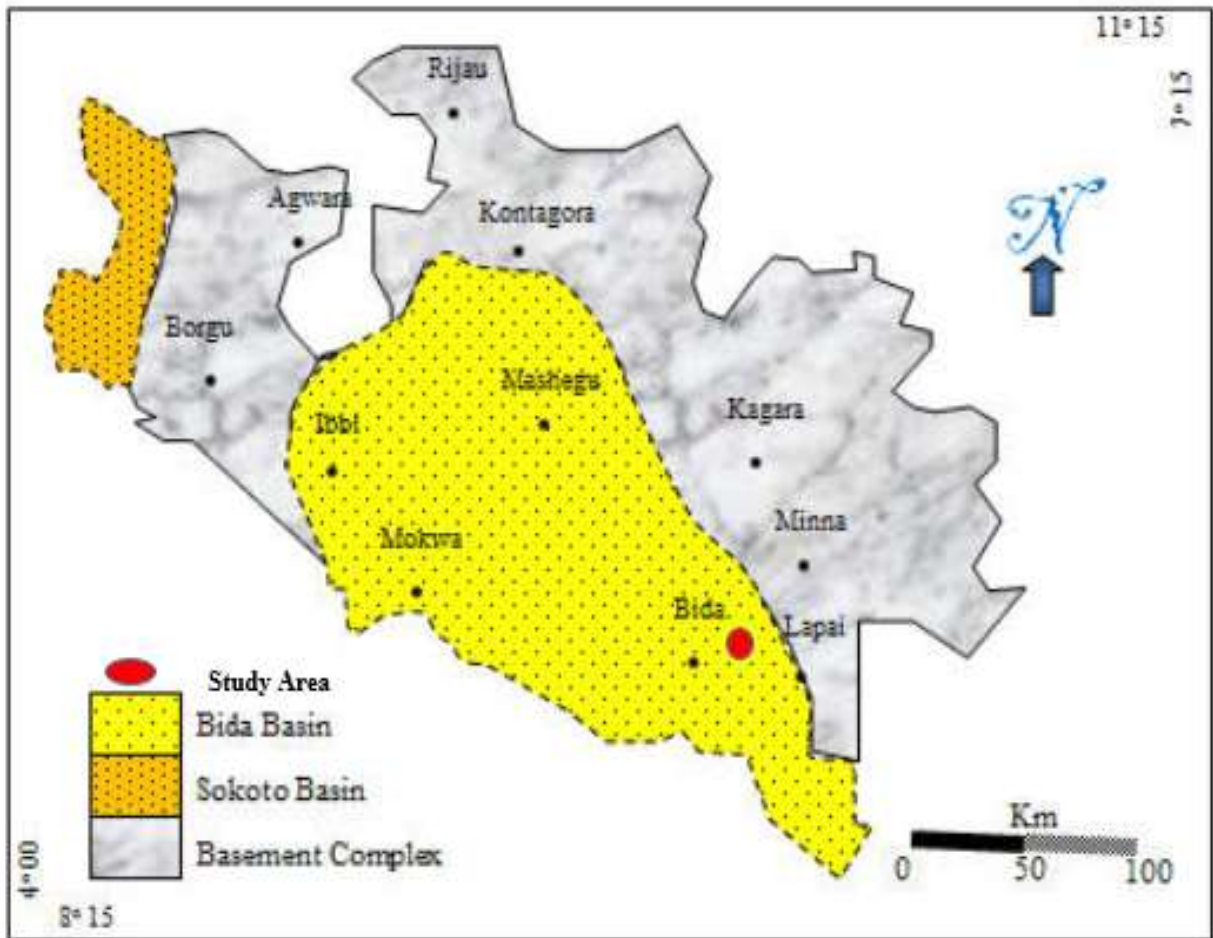 11° 15
7° 15
Rijau
N
Agwara
Kontagora
Borgu
Mashegu
Kagara
Ibbi
Minna
Mokwa
Bida
Lapai
Study Area
Bida Basin
Sokoto Basin
Basement Complex
Km
0 50 100
4° 00
8° 15